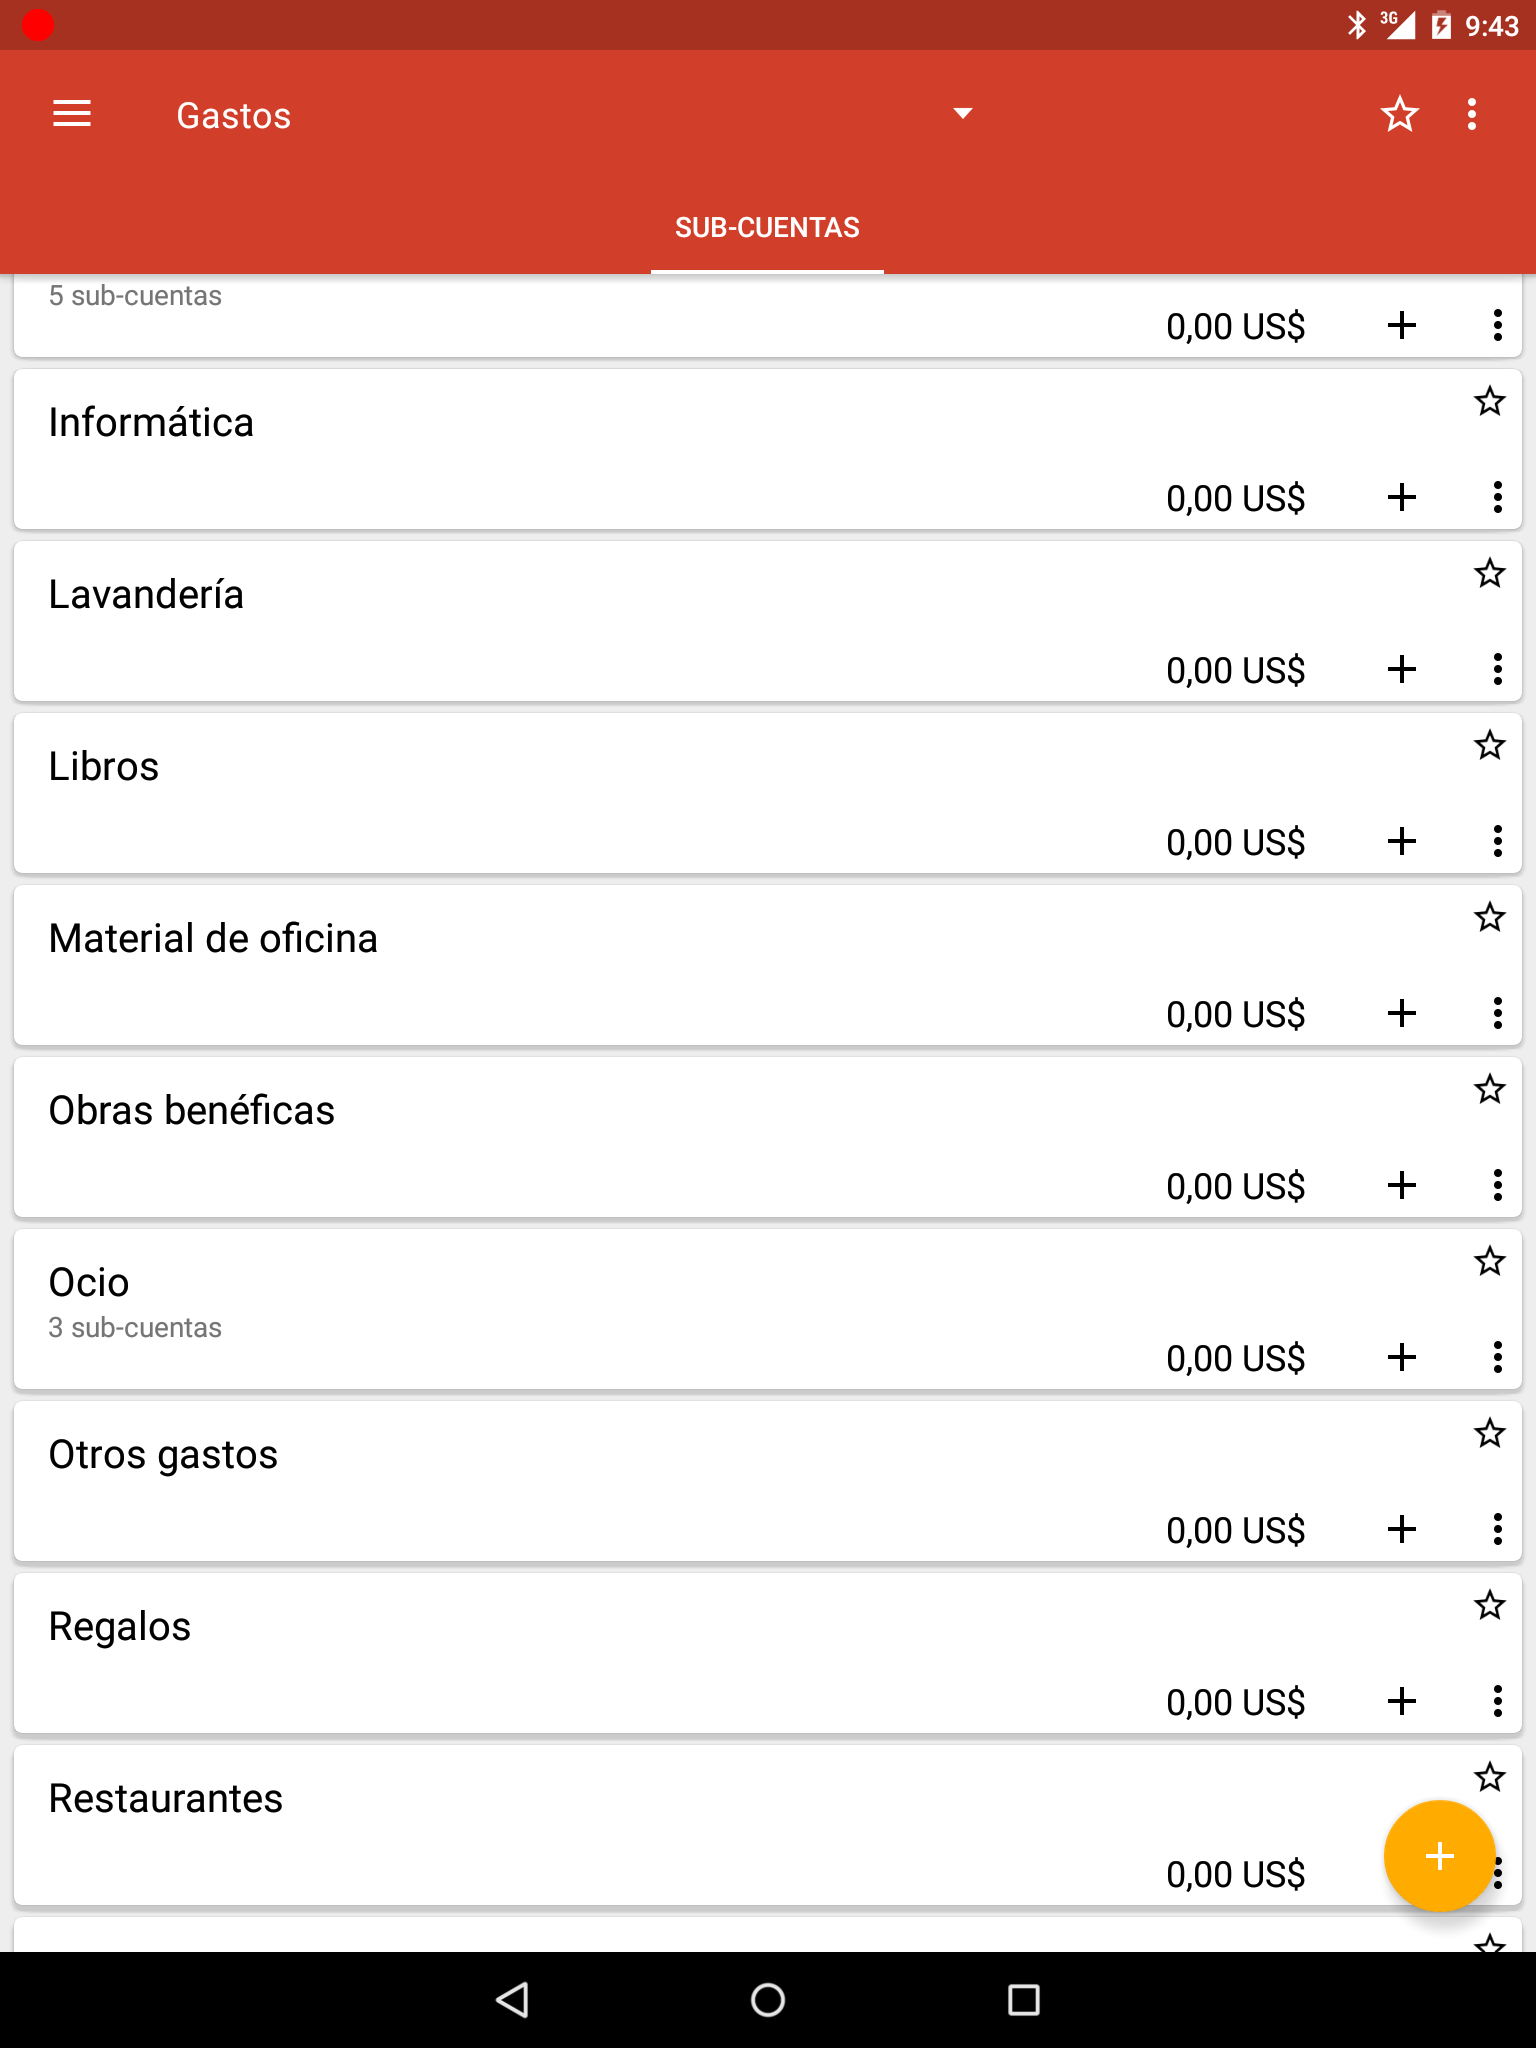 3G 9:43
Gastos
SUB-CUENTAS
5 sub-cuentas
0,00 US$
Informática
0,00 US$
Lavandería
0,00 US$
Libros
0,00 US$
Material de oficina
0,00 US$
Obras benéficas
0,00 US$
Ocio
3 sub-cuentas
0,00 US$
Otros gastos
0,00 US$
Regalos
0,00 US$
Restaurantes
0,00 US$